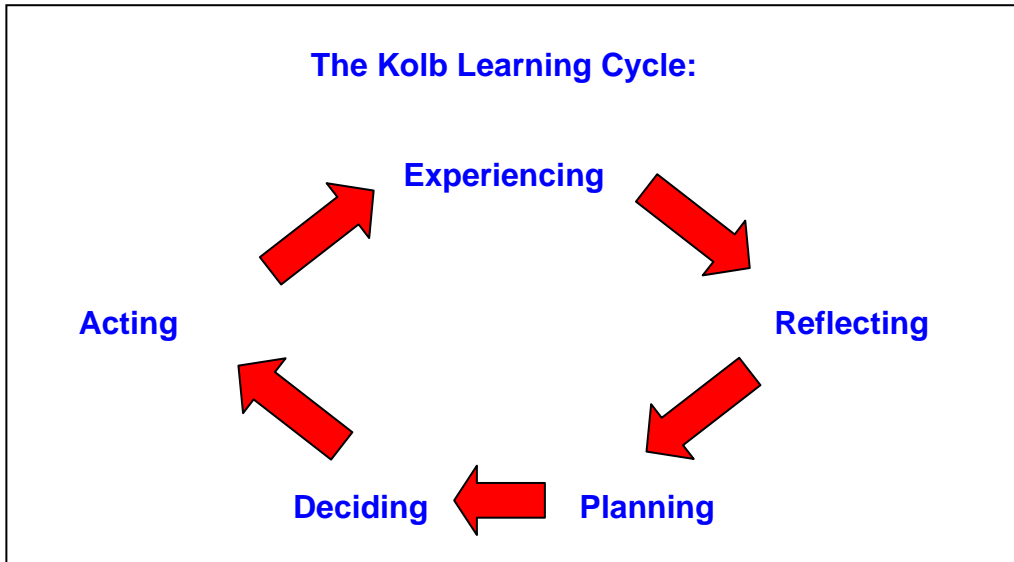 The Kolb Learning Cycle:
Experiencing
Acting
Reflecting
Deciding
Planning